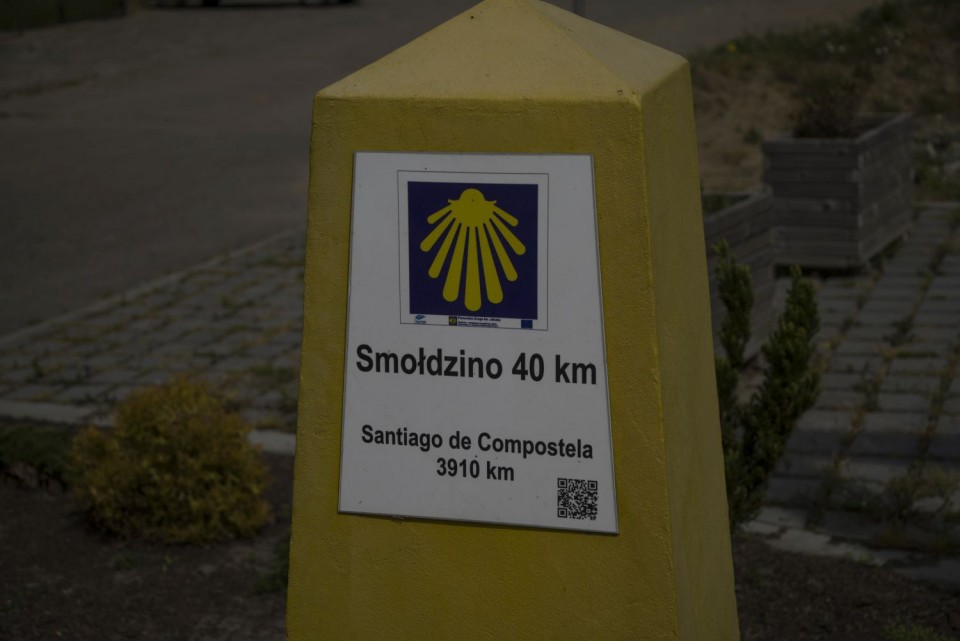 Smołdzino 40 km
Santiago de Compostela
3910 km